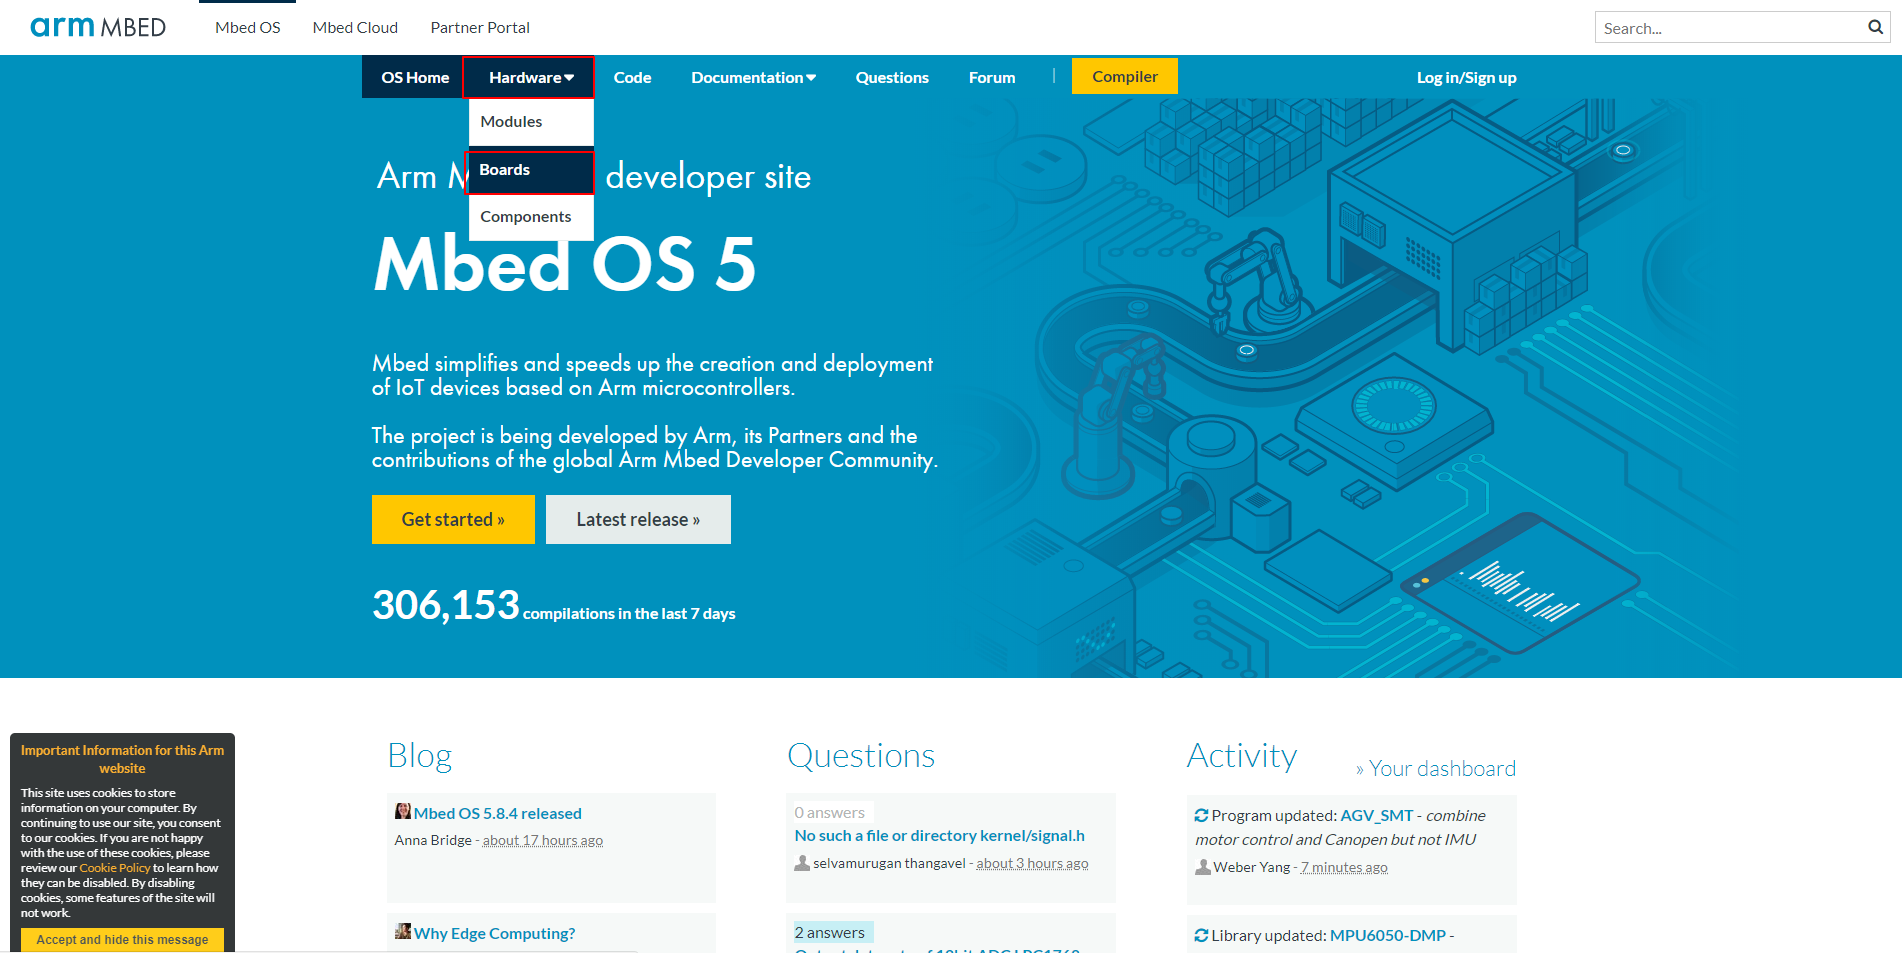 arm MBED
Mbed OS
Mbed Cloud
Partner Portal
Search...
OS Home
Hardware
Code
Documentation
Questions
Forum
|
Compiler
Log in/Sign up
Modules
Boards
Components
Arm M developer site
Mbed OS 5
Mbed simplifies and speeds up the creation and deployment
of IoT devices based on Arm microcontrollers.
The project is being developed by Arm, its Partners and the
contributions of the global Arm Mbed Developer Community.
Get started »
Latest release »
306,153 compilations in the last 7 days
Important Information for this Arm
website
This site uses cookies to store
information on your computer. By
continuing to use our site, you consent
to our cookies. If you are not happy
with the use of these cookies, please
review our Cookie Policy to learn how
they can be disabled. By disabling
cookies, some features of the site will
not work.
Accept and hide this message
Blog
Mbed OS 5.8.4 released
Anna Bridge - about 17 hours ago
Why Edge Computing?
Questions
0 answers
No such a file or directory kernel/signal.h
selvamurugan thangavel - about 3 hours ago
2 answers
Activity
» Your dashboard
Program updated: AGV_SMT - combine
motor control and Canopen but not IMU
Weber Yang - 7 minutes ago
Library updated: MPU6050-DMP -